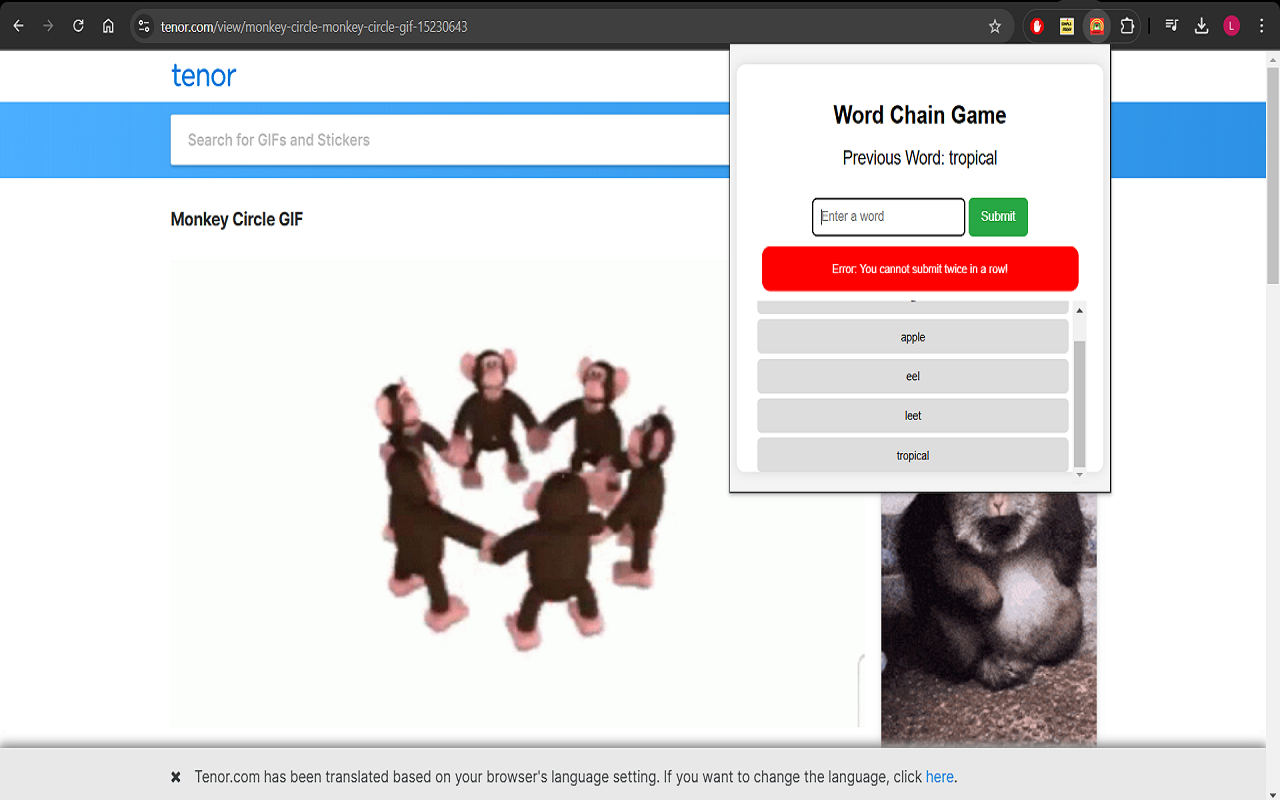 tenor.com/view/monkey-circle-monkey-circle-gif-15230643
L
tenor
Search for GIFs and Stickers
Monkey Circle GIF
Word Chain Game
Previous Word: tropical
Enter a word
Submit
Error: You cannot submit twice in a row!
apple
eel
leet
tropical
✖ Tenor.com has been translated based on your browser's language setting. If you want to change the language, click here.